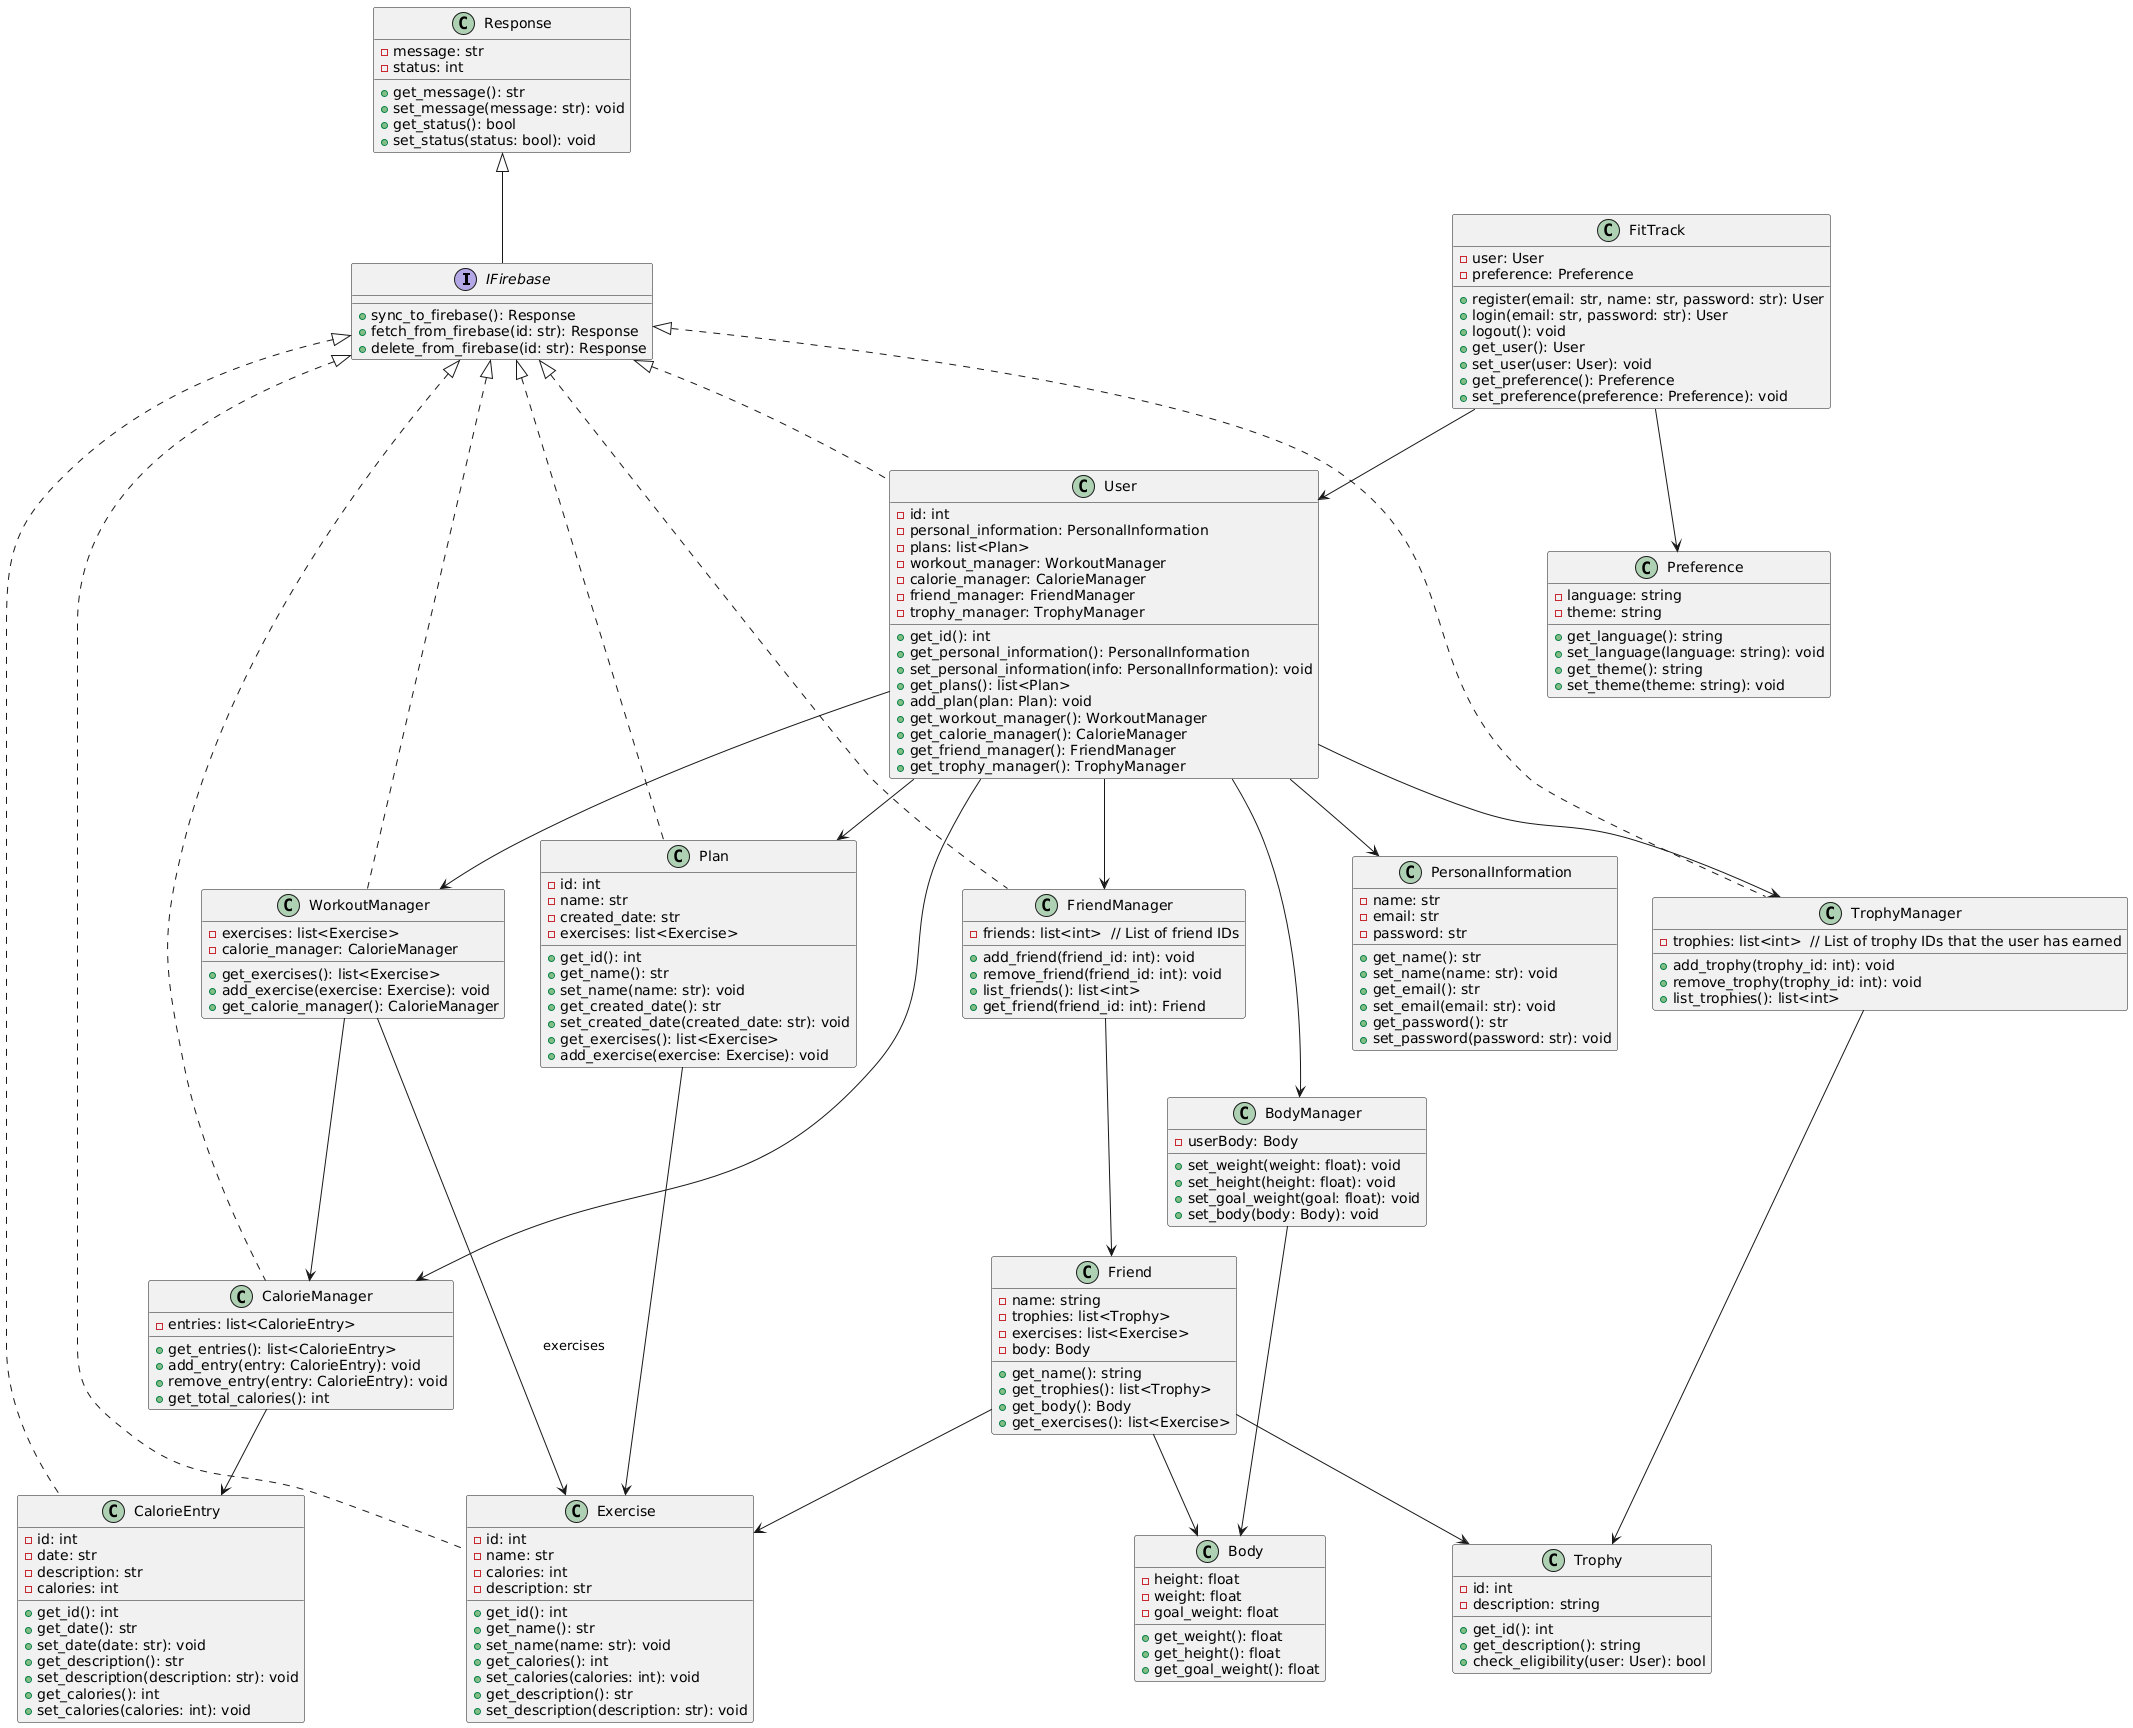 Response
message: str
status: int
get_message(): str
set_message(message: str): void
get_status(): bool
set_status(status: bool): void
IFirebase
sync_to_firebase(): Response
fetch_from_firebase(id: str): Response
delete_from_firebase(id: str): Response
FitTrack
user: User
preference: Preference
register(email: str, name: str, password: str): User
login(email: str, password: str): User
logout(): void
get_user(): User
set_user(user: User): void
get_preference(): Preference
set_preference(preference: Preference): void
User
id: int
personal_information: PersonalInformation
plans: list<Plan>
workout_manager: WorkoutManager
calorie_manager: CalorieManager
friend_manager: FriendManager
trophy_manager: TrophyManager
get_id(): int
get_personal_information(): PersonalInformation
set_personal_information(info: PersonalInformation): void
get_plans(): list<Plan>
add_plan(plan: Plan): void
get_workout_manager(): WorkoutManager
get_calorie_manager(): CalorieManager
get_friend_manager(): FriendManager
get_trophy_manager(): TrophyManager
Preference
language: string
theme: string
get_language(): string
set_language(language: string): void
get_theme(): string
set_theme(theme: string): void
WorkoutManager
exercises: list<Exercise>
calorie_manager: CalorieManager
get_exercises(): list<Exercise>
add_exercise(exercise: Exercise): void
get_calorie_manager(): CalorieManager
Plan
id: int
name: str
created_date: str
exercises: list<Exercise>
get_id(): int
get_name(): str
set_name(name: str): void
get_created_date(): str
set_created_date(created_date: str): void
get_exercises(): list<Exercise>
add_exercise(exercise: Exercise): void
FriendManager
friends: list<int>  // List of friend IDs
add_friend(friend_id: int): void
remove_friend(friend_id: int): void
list_friends(): list<int>
get_friend(friend_id: int): Friend
PersonalInformation
name: str
email: str
password: str
get_name(): str
set_name(name: str): void
get_email(): str
set_email(email: str): void
get_password(): str
set_password(password: str): void
TrophyManager
trophies: list<int>  // List of trophy IDs that the user has earned
add_trophy(trophy_id: int): void
remove_trophy(trophy_id: int): void
list_trophies(): list<int>
BodyManager
userBody: Body
set_weight(weight: float): void
set_height(height: float): void
set_goal_weight(goal: float): void
set_body(body: Body): void
CalorieManager
entries: list<CalorieEntry>
get_entries(): list<CalorieEntry>
add_entry(entry: CalorieEntry): void
remove_entry(entry: CalorieEntry): void
get_total_calories(): int
exercises
Friend
name: string
trophies: list<Trophy>
exercises: list<Exercise>
body: Body
get_name(): string
get_trophies(): list<Trophy>
get_body(): Body
get_exercises(): list<Exercise>
CalorieEntry
id: int
date: str
description: str
calories: int
get_id(): int
get_date(): str
set_date(date: str): void
get_description(): str
set_description(description: str): void
get_calories(): int
set_calories(calories: int): void
Exercise
id: int
name: str
calories: int
description: str
get_id(): int
get_name(): str
set_name(name: str): void
get_calories(): int
set_calories(calories: int): void
get_description(): str
set_description(description: str): void
Body
height: float
weight: float
goal_weight: float
get_weight(): float
get_height(): float
get_goal_weight(): float
Trophy
id: int
description: string
get_id(): int
get_description(): string
check_eligibility(user: User): bool